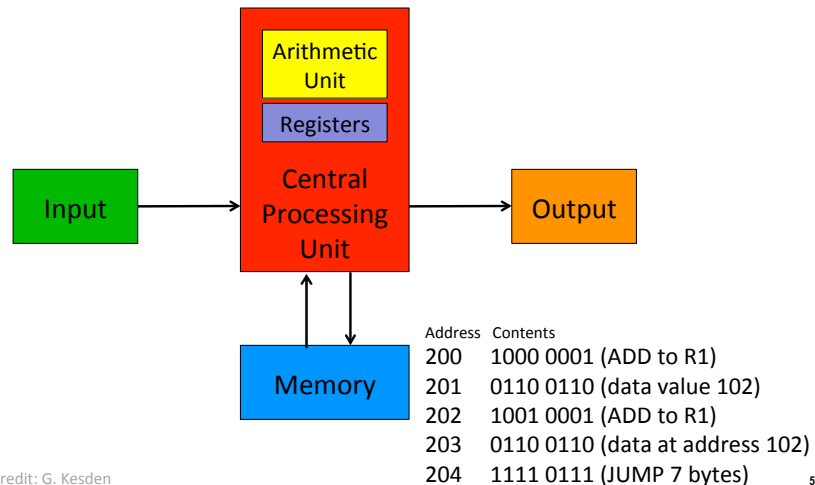 Arithmetic
Unit
Registers
Central
Processing
Unit
Input
Output
Memory
Address Contents
200 1000 0001 (ADD to R1)
201 0110 0110 (data value 102)
202 1001 0001 (ADD to R1)
203 0110 0110 (data at address 102)
204 1111 0111 (JUMP 7 bytes)
redit: G. Kesden
5